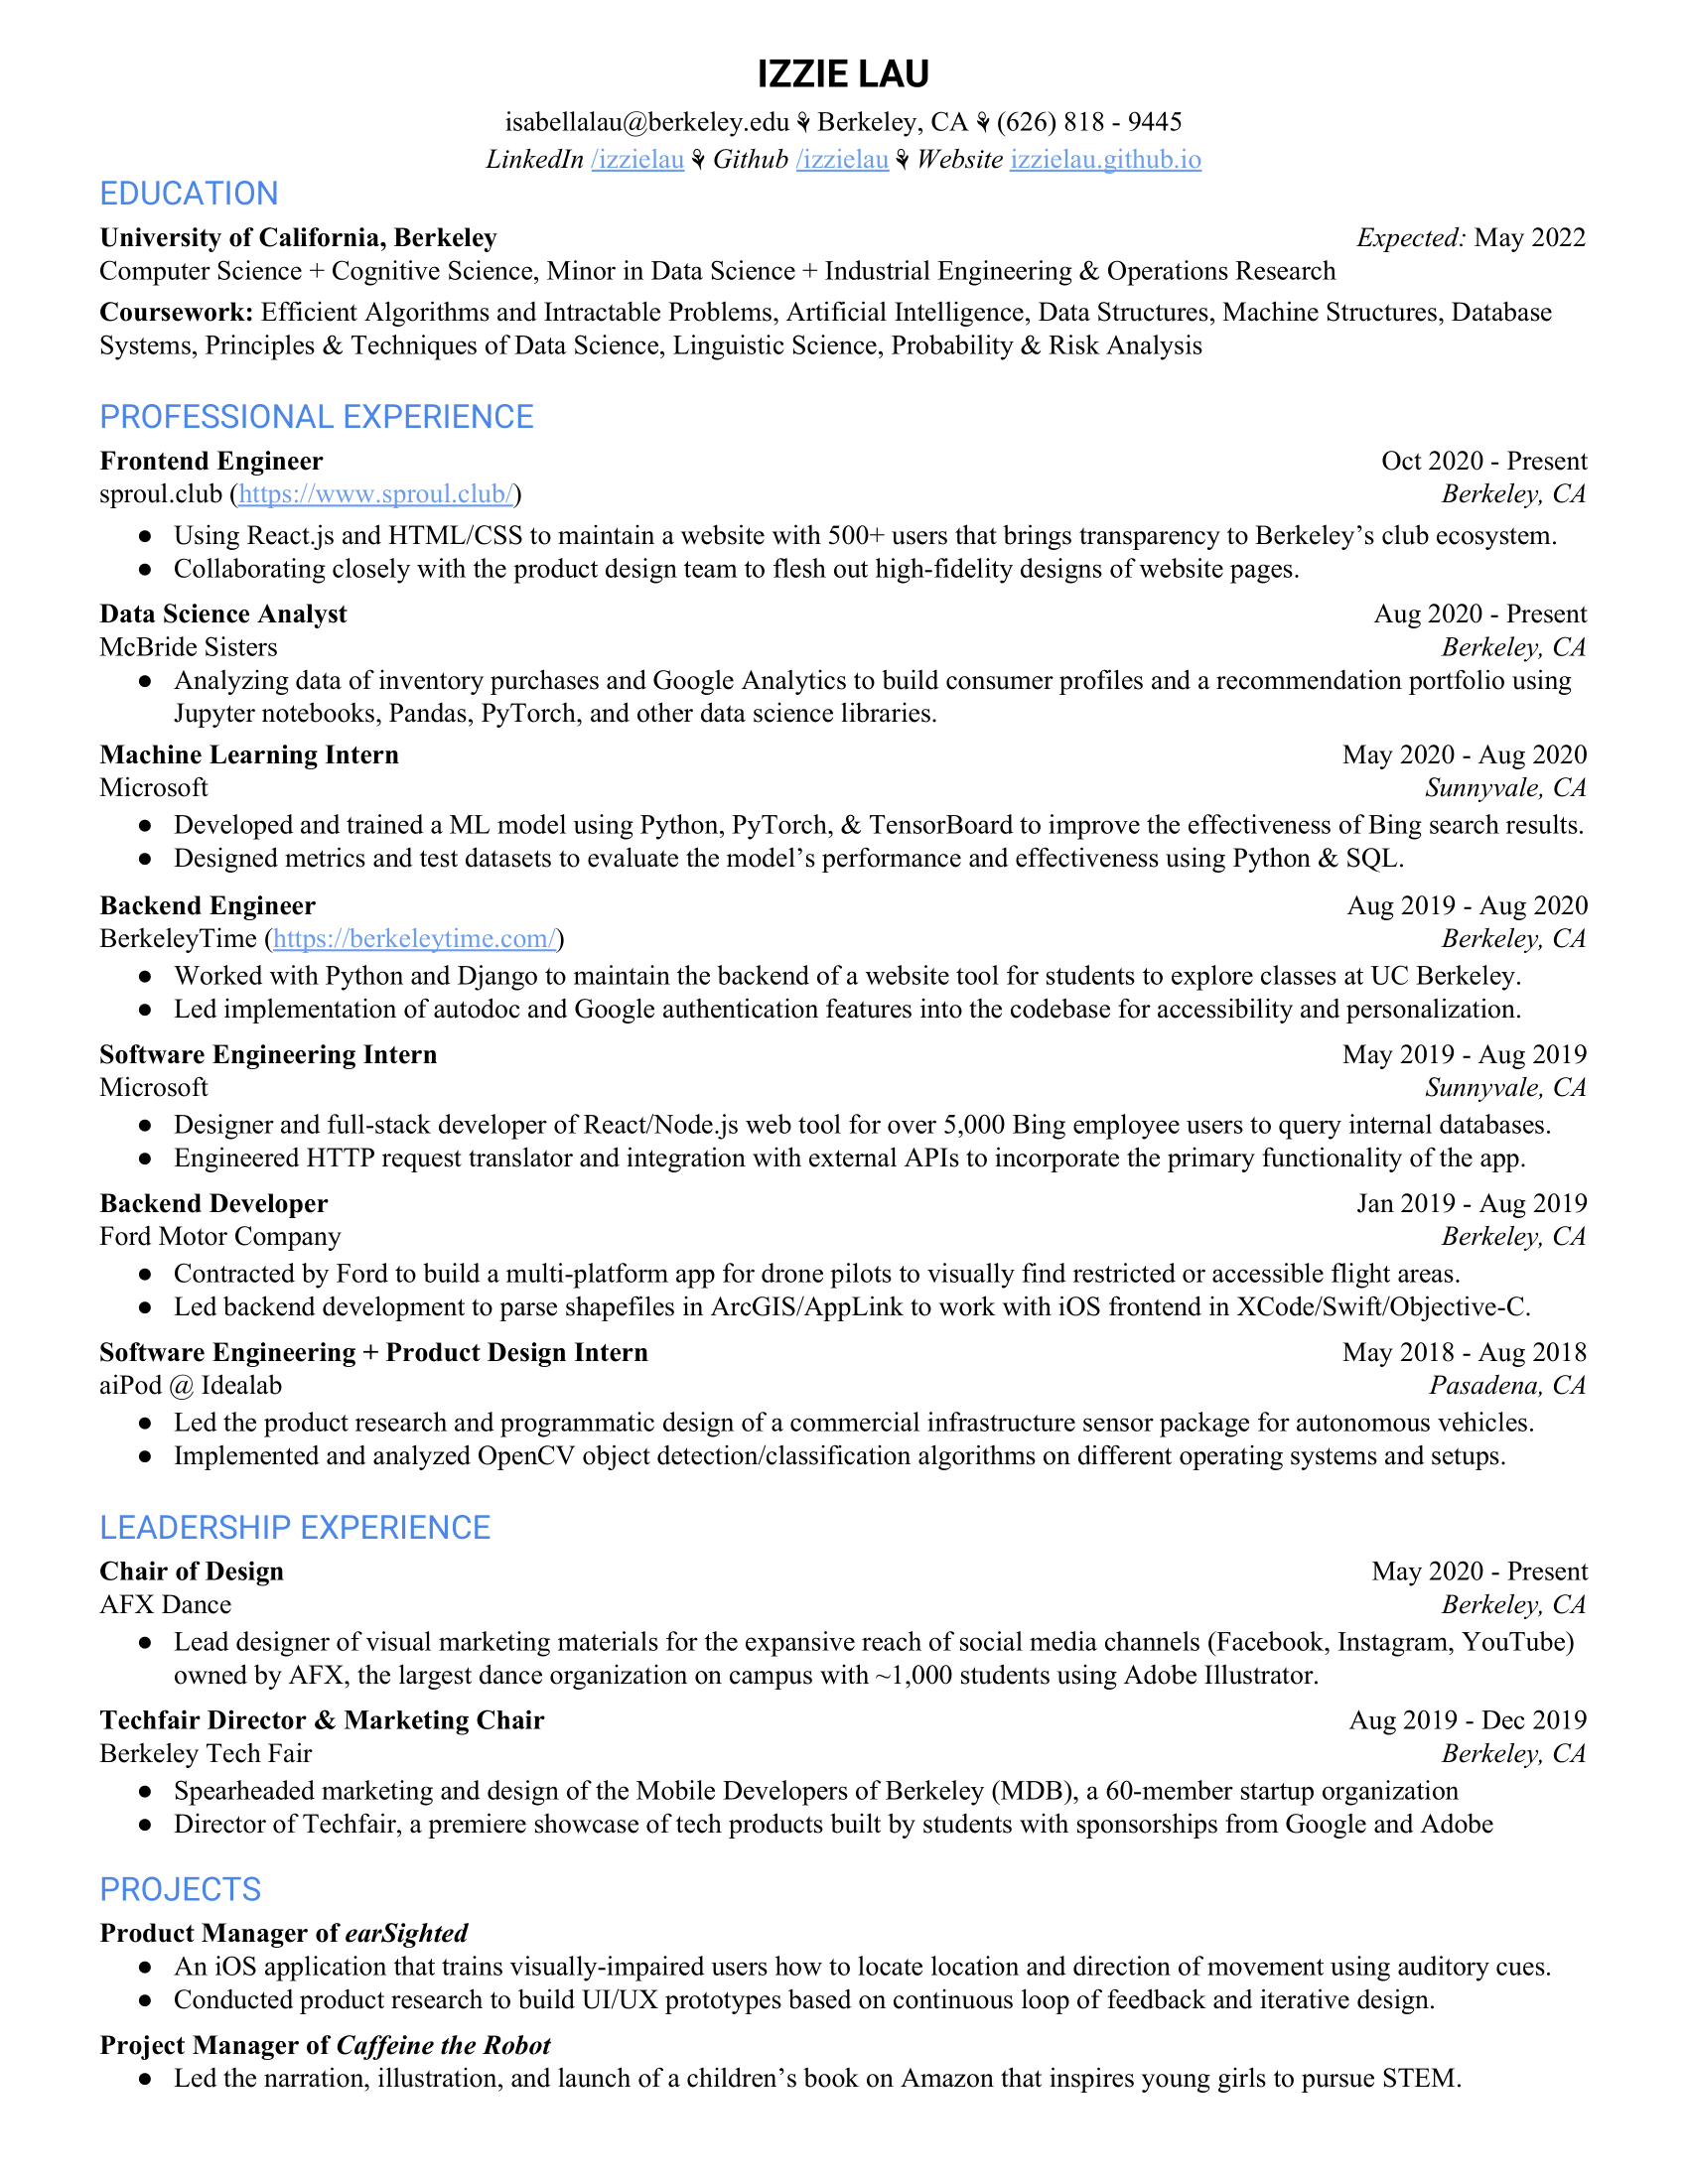 IZZIE LAU
isabellalau@berkeley.edu ⚘ Berkeley, CA ⚘ (626) 818 - 9445
LinkedIn /izzielau ⚘ Github /izzielau ⚘ Website izzielau.github.io
EDUCATION
University of California, Berkeley Expected: May 2022
Computer Science + Cognitive Science, Minor in Data Science + Industrial Engineering & Operations Research
Coursework: Efficient Algorithms and Intractable Problems, Artificial Intelligence, Data Structures, Machine Structures, Database
Systems, Principles & Techniques of Data Science, Linguistic Science, Probability & Risk Analysis
PROFESSIONAL EXPERIENCE
Frontend Engineer Oct 2020 - Present
sproul.club (https://www.sproul.club/) Berkeley, CA
● Using React.js and HTML/CSS to maintain a website with 500+ users that brings transparency to Berkeley’s club ecosystem.
● Collaborating closely with the product design team to flesh out high-fidelity designs of website pages.
Data Science Analyst Aug 2020 - Present
McBride Sisters Berkeley, CA
● Analyzing data of inventory purchases and Google Analytics to build consumer profiles and a recommendation portfolio using
Jupyter notebooks, Pandas, PyTorch, and other data science libraries.
Machine Learning Intern May 2020 - Aug 2020
Microsoft Sunnyvale, CA
● Developed and trained a ML model using Python, PyTorch, & TensorBoard to improve the effectiveness of Bing search results.
● Designed metrics and test datasets to evaluate the model’s performance and effectiveness using Python & SQL.
Backend Engineer Aug 2019 - Aug 2020
BerkeleyTime (https://berkeleytime.com/) Berkeley, CA
● Worked with Python and Django to maintain the backend of a website tool for students to explore classes at UC Berkeley.
● Led implementation of autodoc and Google authentication features into the codebase for accessibility and personalization.
Software Engineering Intern May 2019 - Aug 2019
Microsoft Sunnyvale, CA
● Designer and full-stack developer of React/Node.js web tool for over 5,000 Bing employee users to query internal databases.
● Engineered HTTP request translator and integration with external APIs to incorporate the primary functionality of the app.
Backend Developer Jan 2019 - Aug 2019
Ford Motor Company Berkeley, CA
● Contracted by Ford to build a multi-platform app for drone pilots to visually find restricted or accessible flight areas.
● Led backend development to parse shapefiles in ArcGIS/AppLink to work with iOS frontend in XCode/Swift/Objective-C.
Software Engineering + Product Design Intern May 2018 - Aug 2018
aiPod @ Idealab Pasadena, CA
● Led the product research and programmatic design of a commercial infrastructure sensor package for autonomous vehicles.
● Implemented and analyzed OpenCV object detection/classification algorithms on different operating systems and setups.
LEADERSHIP EXPERIENCE
Chair of Design May 2020 - Present
AFX Dance Berkeley, CA
● Lead designer of visual marketing materials for the expansive reach of social media channels (Facebook, Instagram, YouTube)
owned by AFX, the largest dance organization on campus with ~1,000 students using Adobe Illustrator.
Techfair Director & Marketing Chair Aug 2019 - Dec 2019
Berkeley Tech Fair Berkeley, CA
● Spearheaded marketing and design of the Mobile Developers of Berkeley (MDB), a 60-member startup organization
● Director of Techfair, a premiere showcase of tech products built by students with sponsorships from Google and Adobe
PROJECTS
Product Manager of earSighted
● An iOS application that trains visually-impaired users how to locate location and direction of movement using auditory cues.
● Conducted product research to build UI/UX prototypes based on continuous loop of feedback and iterative design.
Project Manager of Caffeine the Robot
● Led the narration, illustration, and launch of a children’s book on Amazon that inspires young girls to pursue STEM.